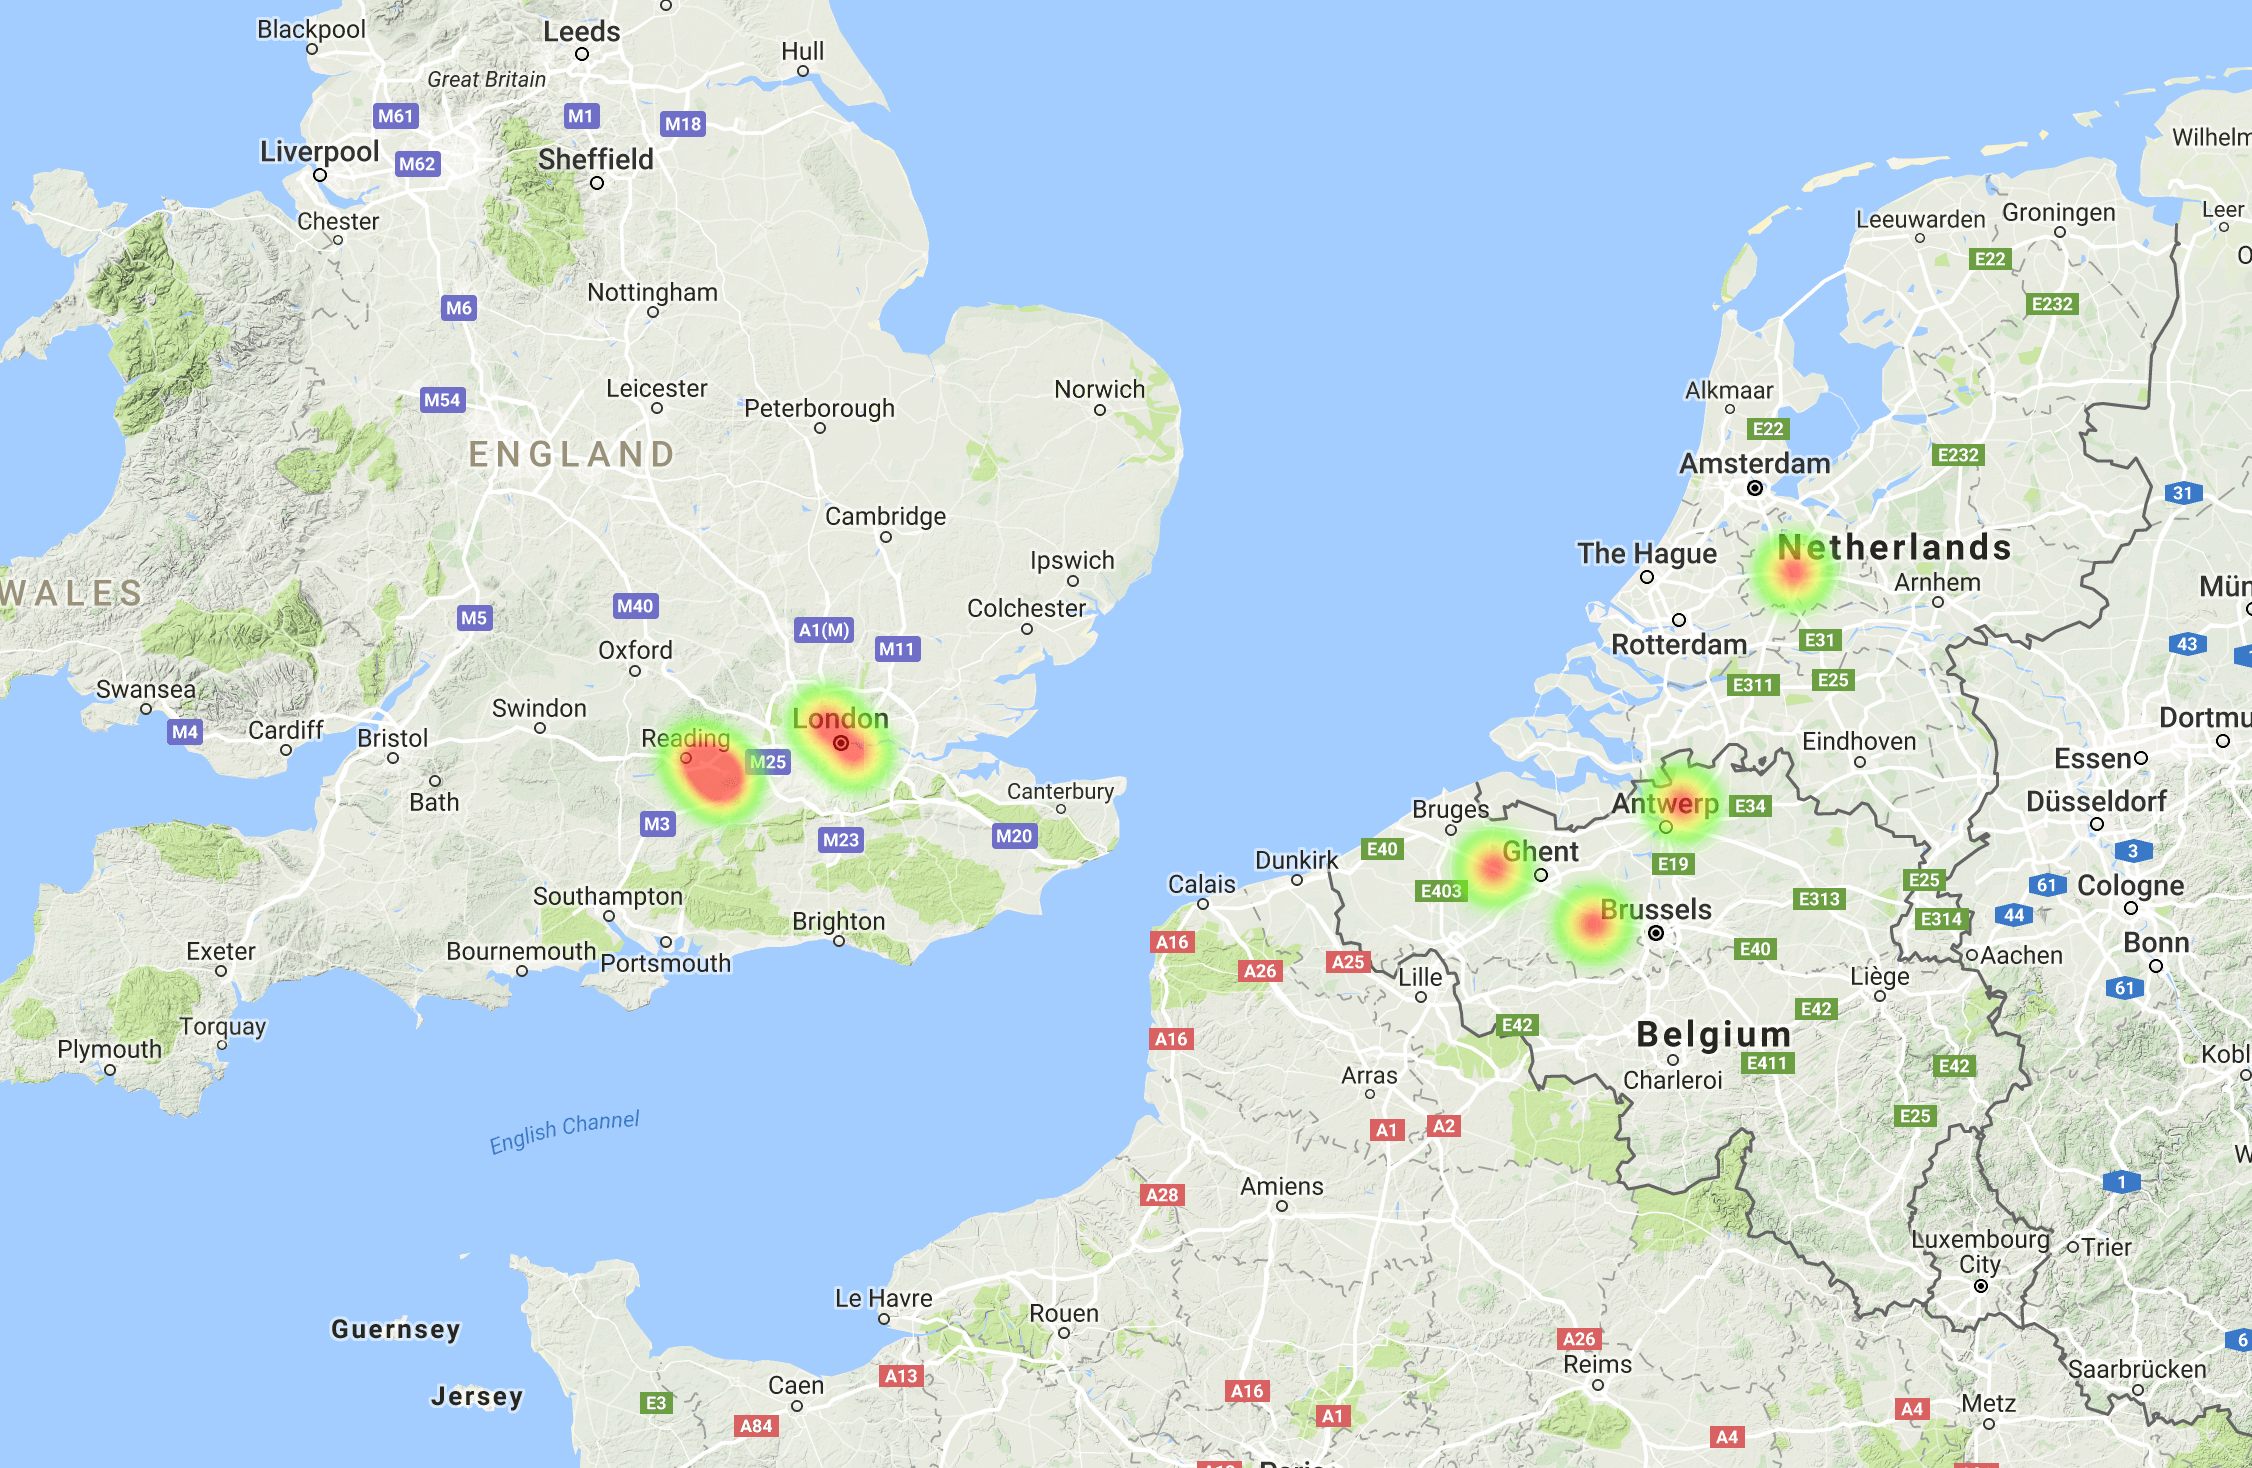 Blackpool
Leeds
Hull
Great Britain
M61
M1
M18
Wilhelm
Liverpool
M62
Sheffield
Chester
Leeuwarden
Groningen
Leer
O
E22
Nottingham
M6
E232
Leicester
Norwich
Alkmaar
M54
Peterborough
E22
ENGLAND
Amsterdam
E232
31
Cambridge
The Hague
Netherlands
Ipswich
Arnhem
Mün
WALES
M5
M40
Colchester
A1(M)
M11
Rotterdam
E31
43
1
Oxford
E311
E25
Swansea
Swindon
London
Dortmu
M4
Cardiff
Bristol
Reading
M25
Eindhoven
Essen
Bath
Canterbury
Bruges
Antwerp
E34
Düsseldorf
M3
M23
M20
E40
Ghent
E19
3
Dunkirk
Calais
E403
E25
61
Cologne
Southampton
Brighton
Brussels
E313
E314
44
Exeter
Bournemouth
Portsmouth
A16
A26
A25
Lille
E40
Liège
Aachen
Bonn
61
Torquay
E42
E42
Plymouth
A16
Belgium
E411
E42
Kobl
Arras
Charleroi
English Channel
A1
A2
E25
W
A28
Amiens
1
Luxembourg
City
Trier
Le Havre
Rouen
Guernsey
A26
6
Reims
Saarbrücken
Jersey
Caen
A13
E3
A16
A84
A1
A4
Metz
A4
Paris